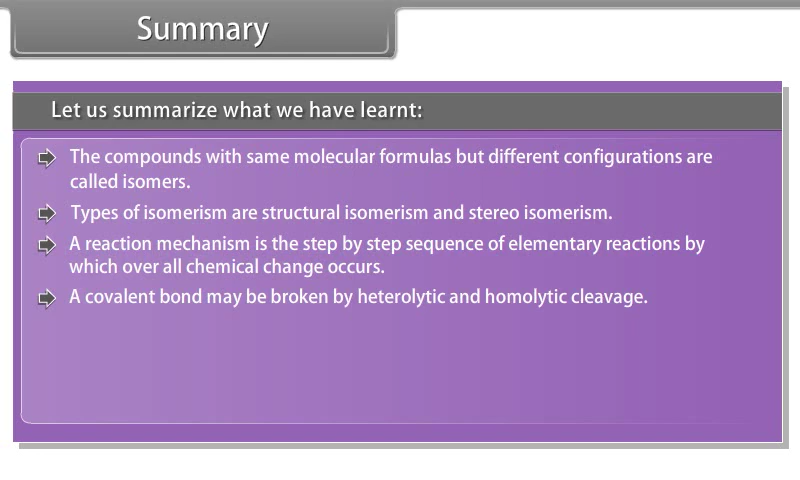 Summary
Let us summarize what we have learnt:
The compounds with same molecular formulas but different configurations are
called isomers.
Types of isomerism are structural isomerism and stereo isomerism.
A reaction mechanism is the step by step sequence of elementary reactions by
which over all chemical change occurs.
A covalent bond may be broken by heterolytic and homolytic cleavage.